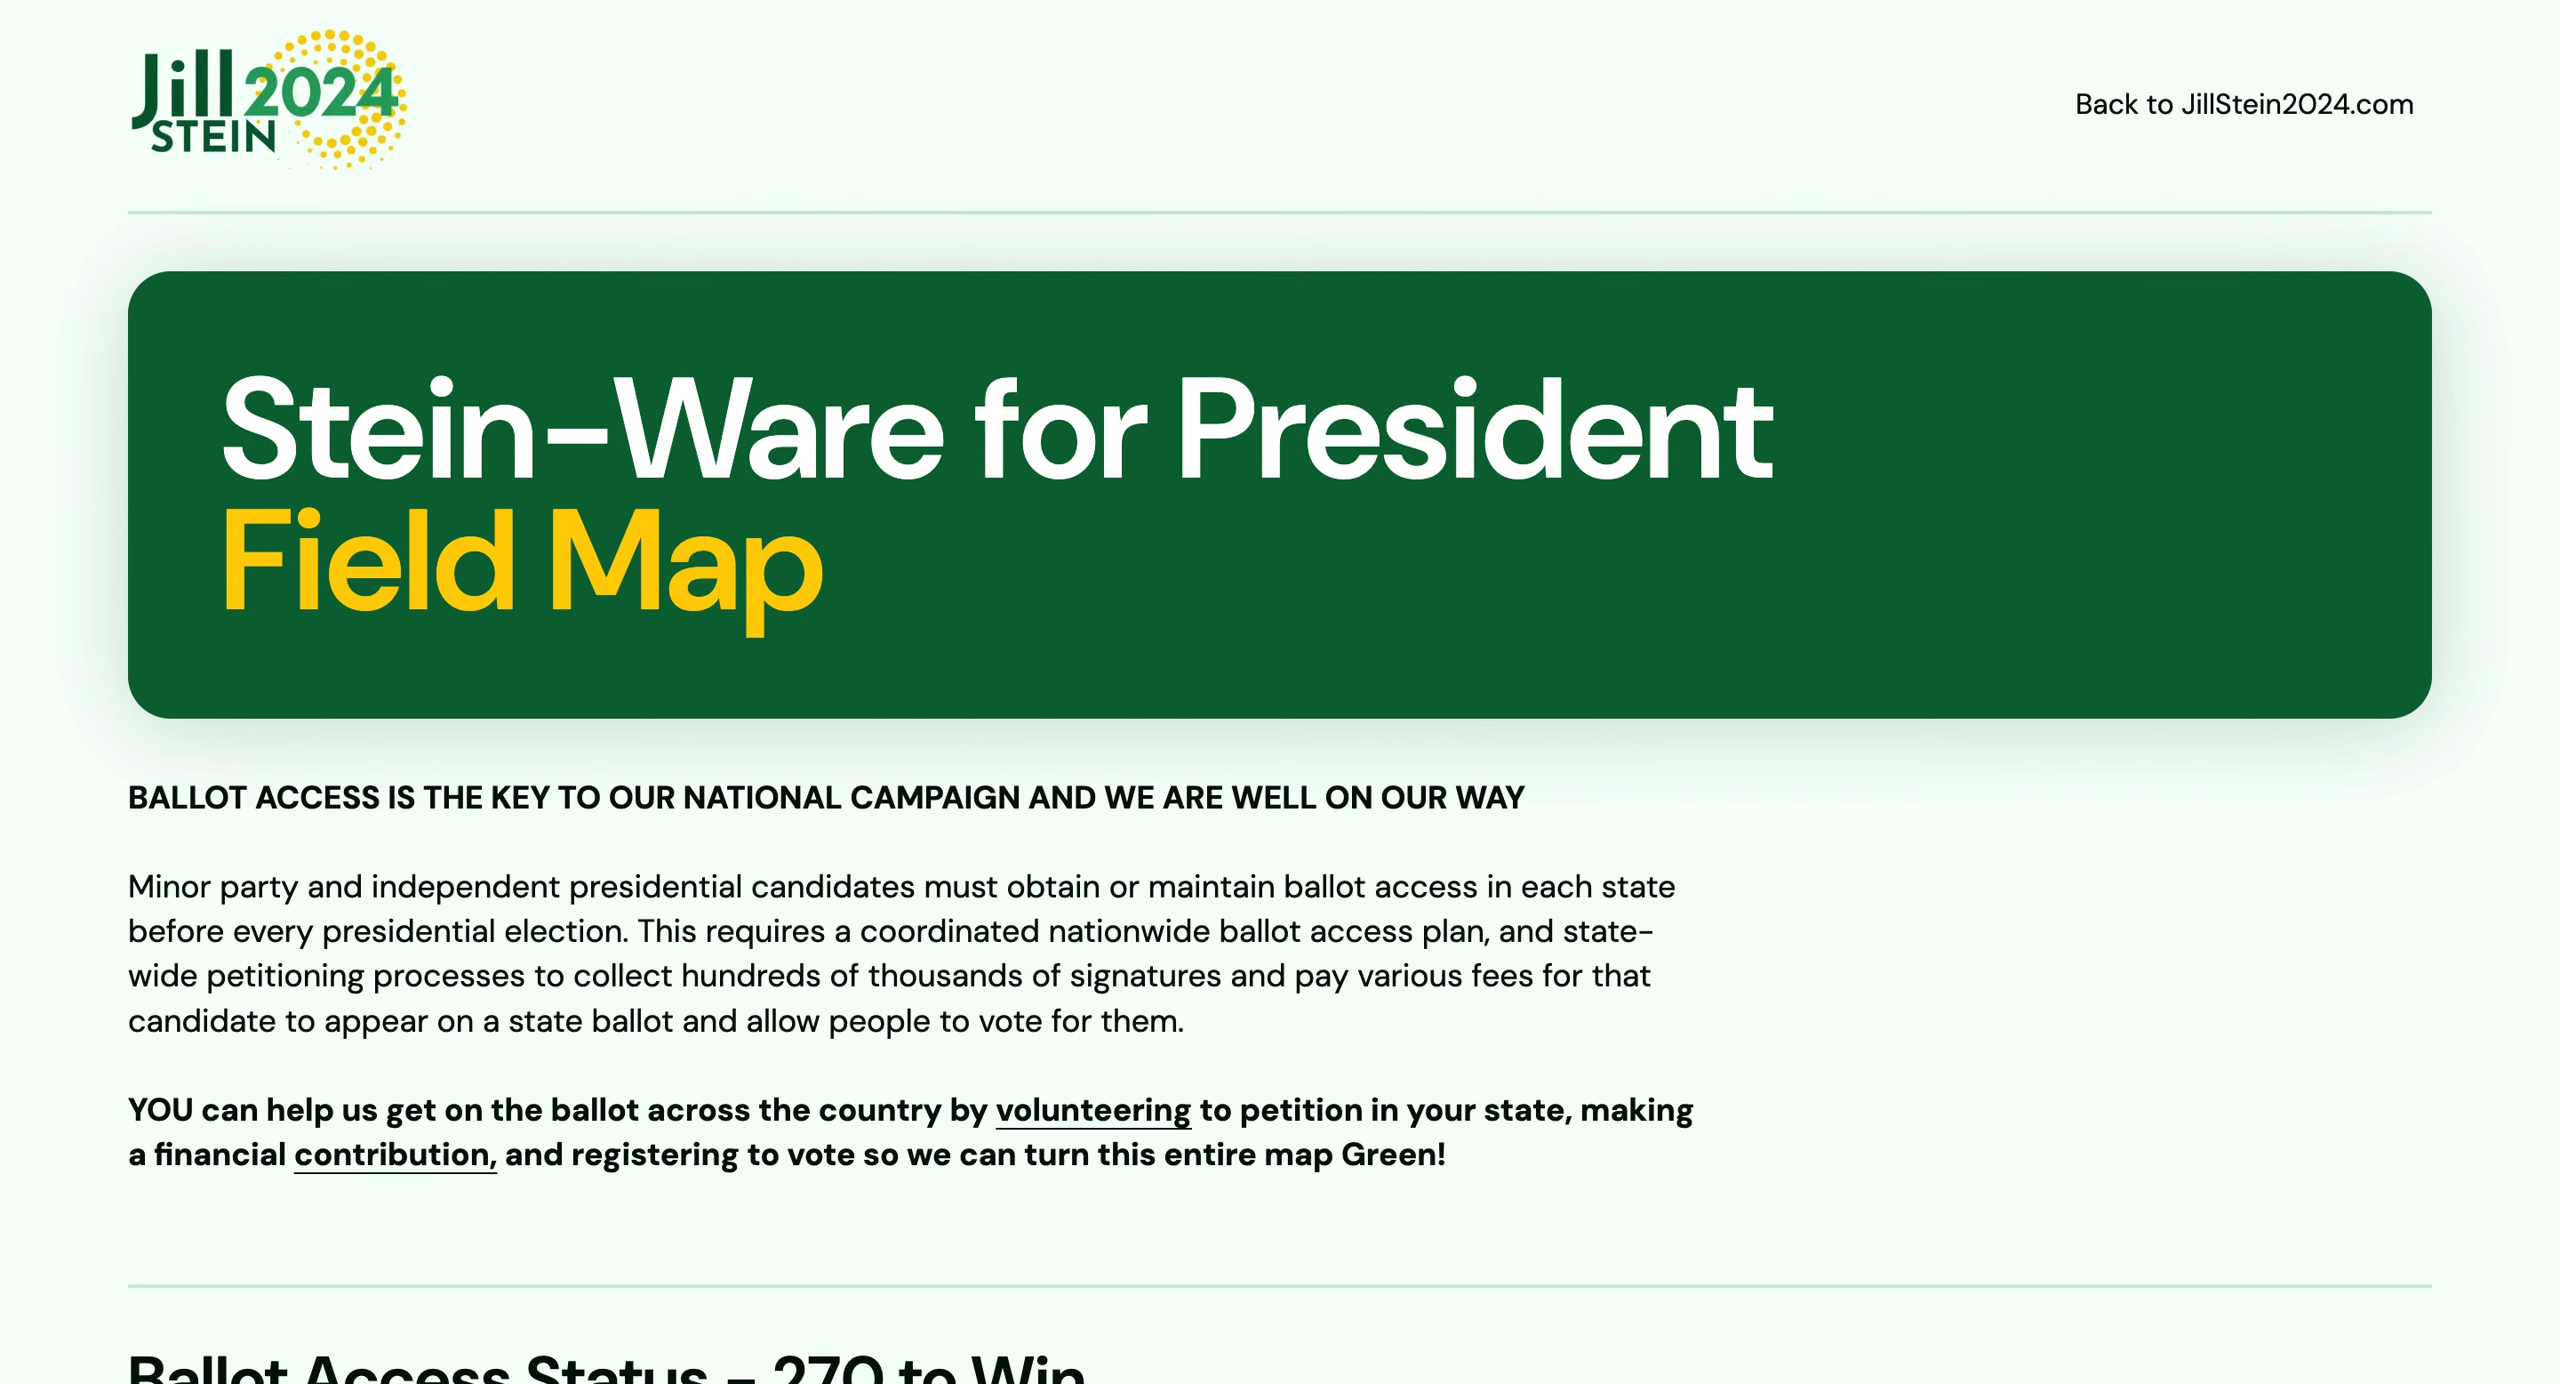 Jill 2024
STEIN
Back to JillStein2024.com
Stein-Ware for President
Field Map
BALLOT ACCESS IS THE KEY TO OUR NATIONAL CAMPAIGN AND WE ARE WELL ON OUR WAY
Minor party and independent presidential candidates must obtain or maintain ballot access in each state
before every presidential election. This requires a coordinated nationwide ballot access plan, and state-
wide petitioning processes to collect hundreds of thousands of signatures and pay various fees for that
candidate to appear on a state ballot and allow people to vote for them.
YOU can help us get on the ballot across the country by volunteering to petition in your state, making
a financial contribution, and registering to vote so we can turn this entire map Green!
Ballot Access Status - 270 to Win